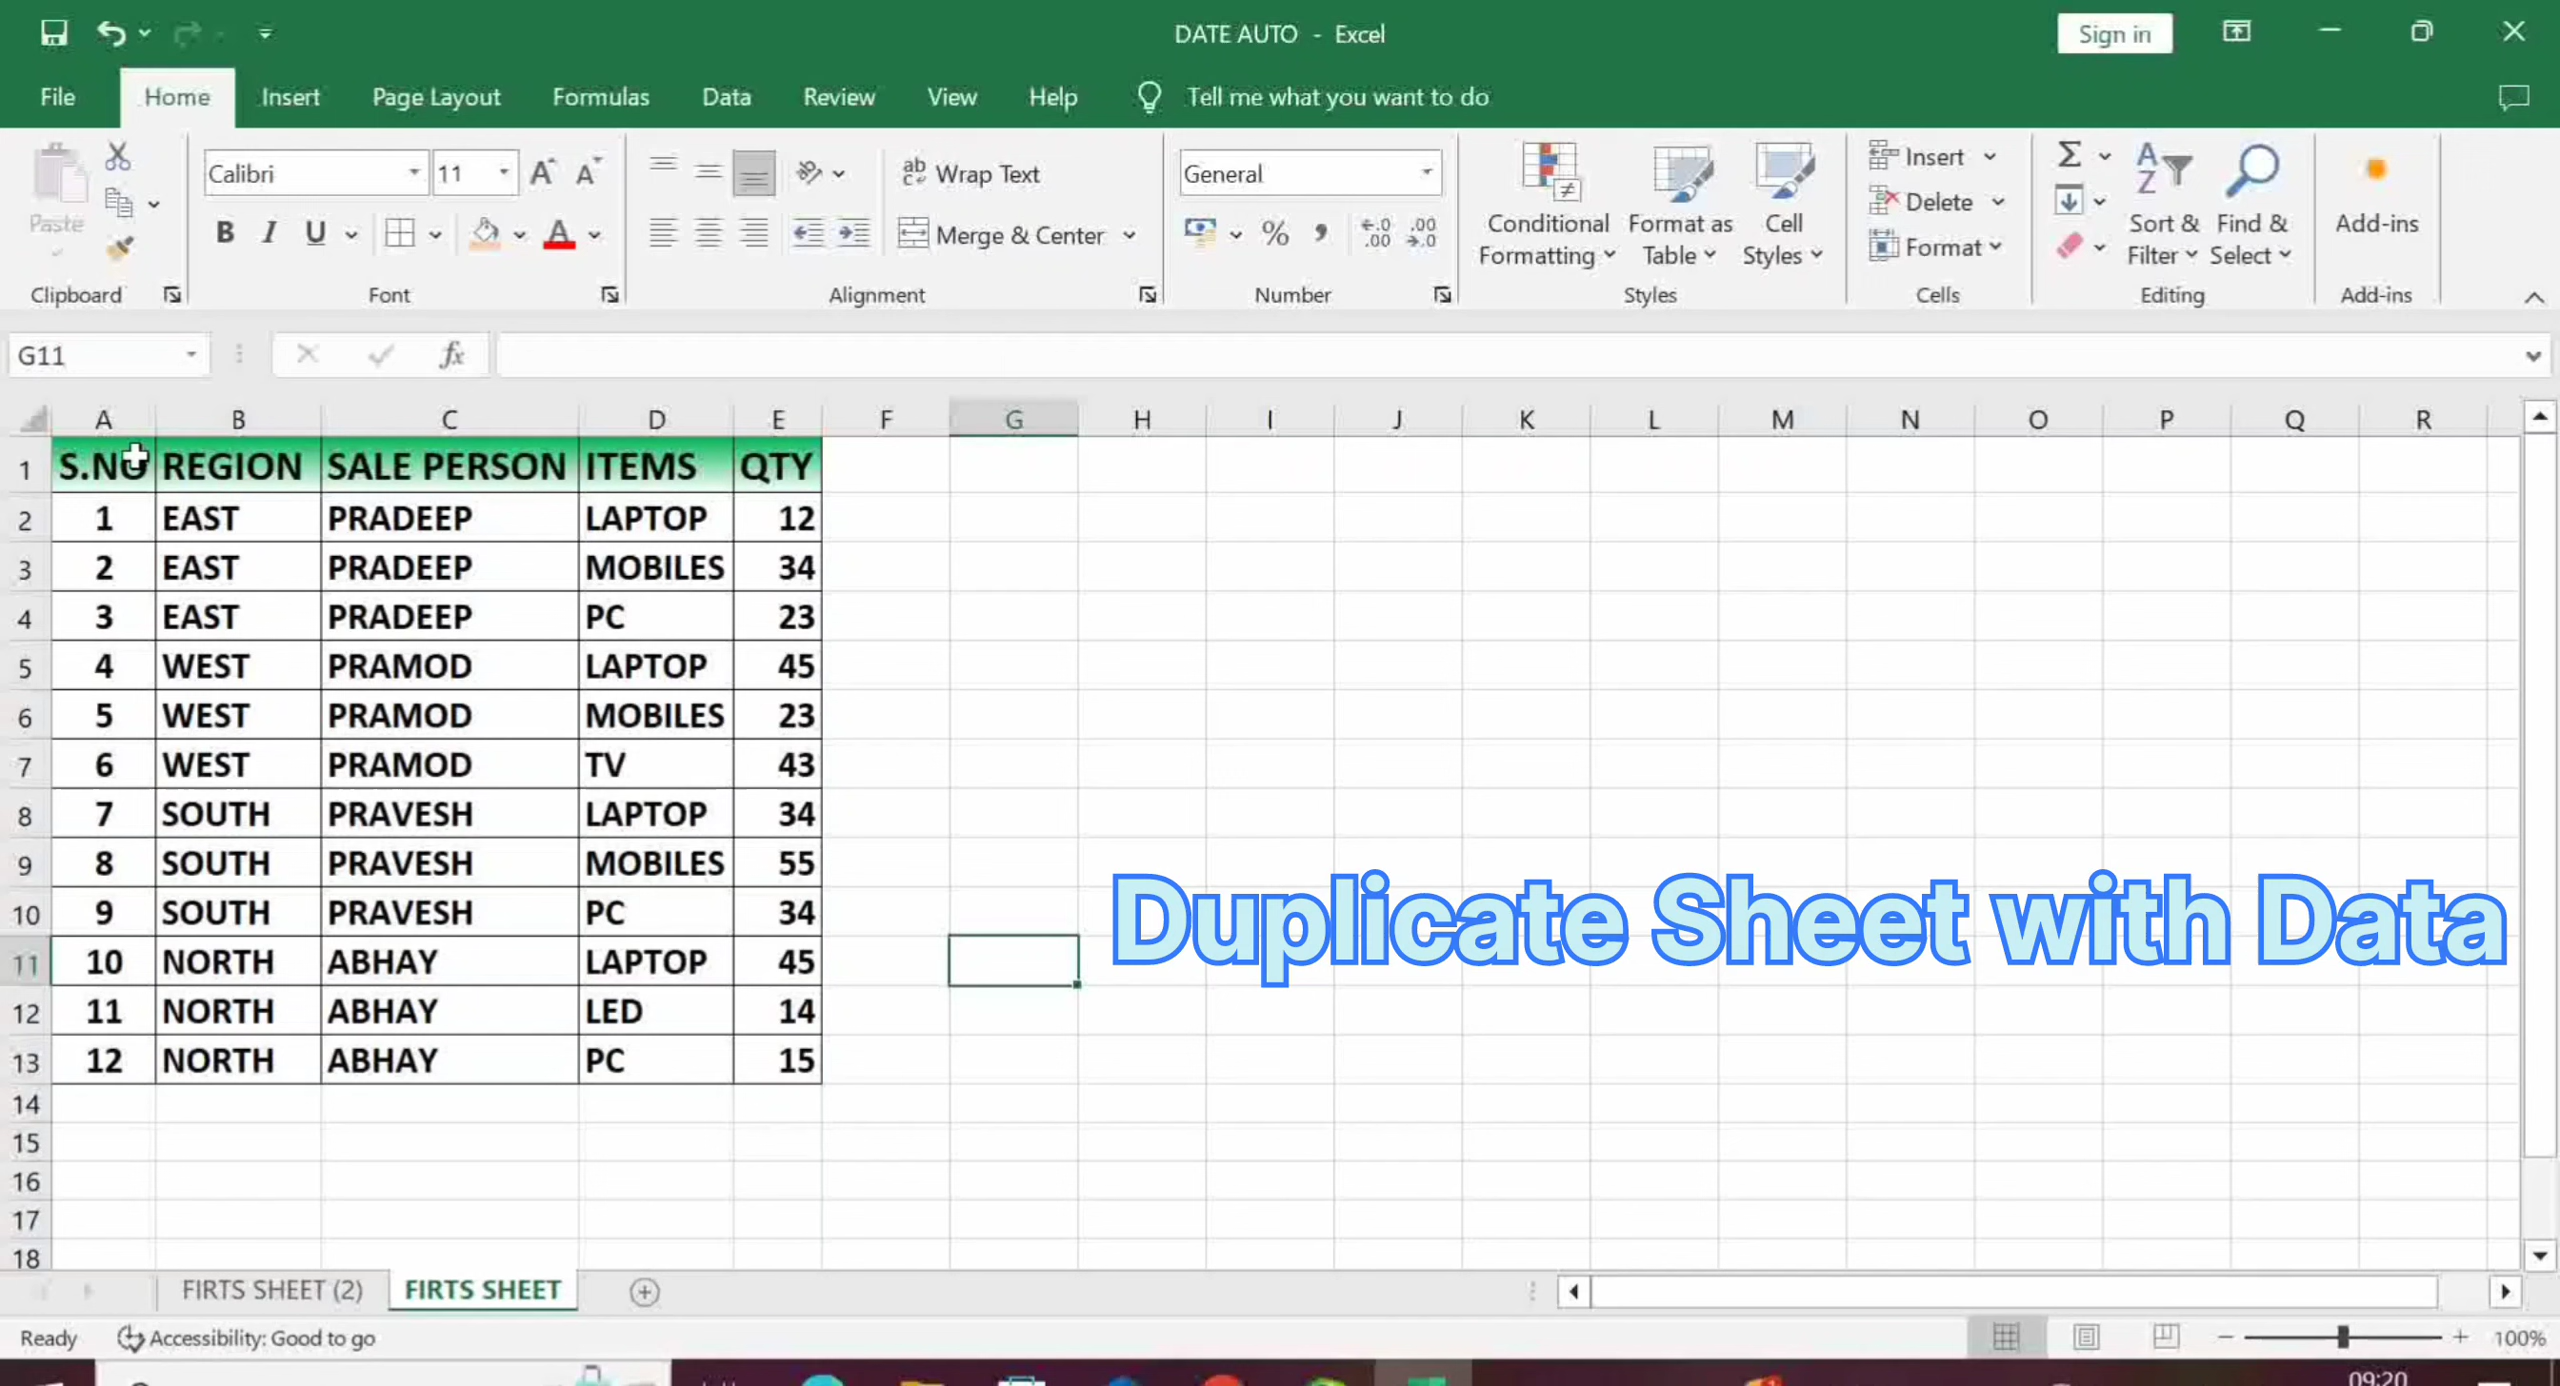 DATE AUTO - Excel
Sign in
File Home Insert Page Layout Formulas Data Review View Help Tell me what you want to do
Paste
Clipboard
Calibri 11
B I U A
Font
ab Wrap Text
Merge & Center
Alignment
General
% , .00 .0
Number
Conditional Formatting
Format as Table
Cell Styles
Styles
Insert
Delete
Format
Cells
Σ
Sort & Filter
Find & Select
Editing
Add-ins
Add-ins
G11 fx
A B C D E F G H I J K L M N O P Q R
1 S.NO REGION SALE PERSON ITEMS QTY
2 1 EAST PRADEEP LAPTOP 12
3 2 EAST PRADEEP MOBILES 34
4 3 EAST PRADEEP PC 23
5 4 WEST PRAMOD LAPTOP 45
6 5 WEST PRAMOD MOBILES 23
7 6 WEST PRAMOD TV 43
8 7 SOUTH PRAVESH LAPTOP 34
9 8 SOUTH PRAVESH MOBILES 55
10 9 SOUTH PRAVESH PC 34
Duplicate Sheet with Data
11 10 NORTH ABHAY LAPTOP 45
12 11 NORTH ABHAY LED 14
13 12 NORTH ABHAY PC 15
14
15
16
17
18
FIRTS SHEET (2) FIRTS SHEET
Ready Accessibility: Good to go 100%
09:20